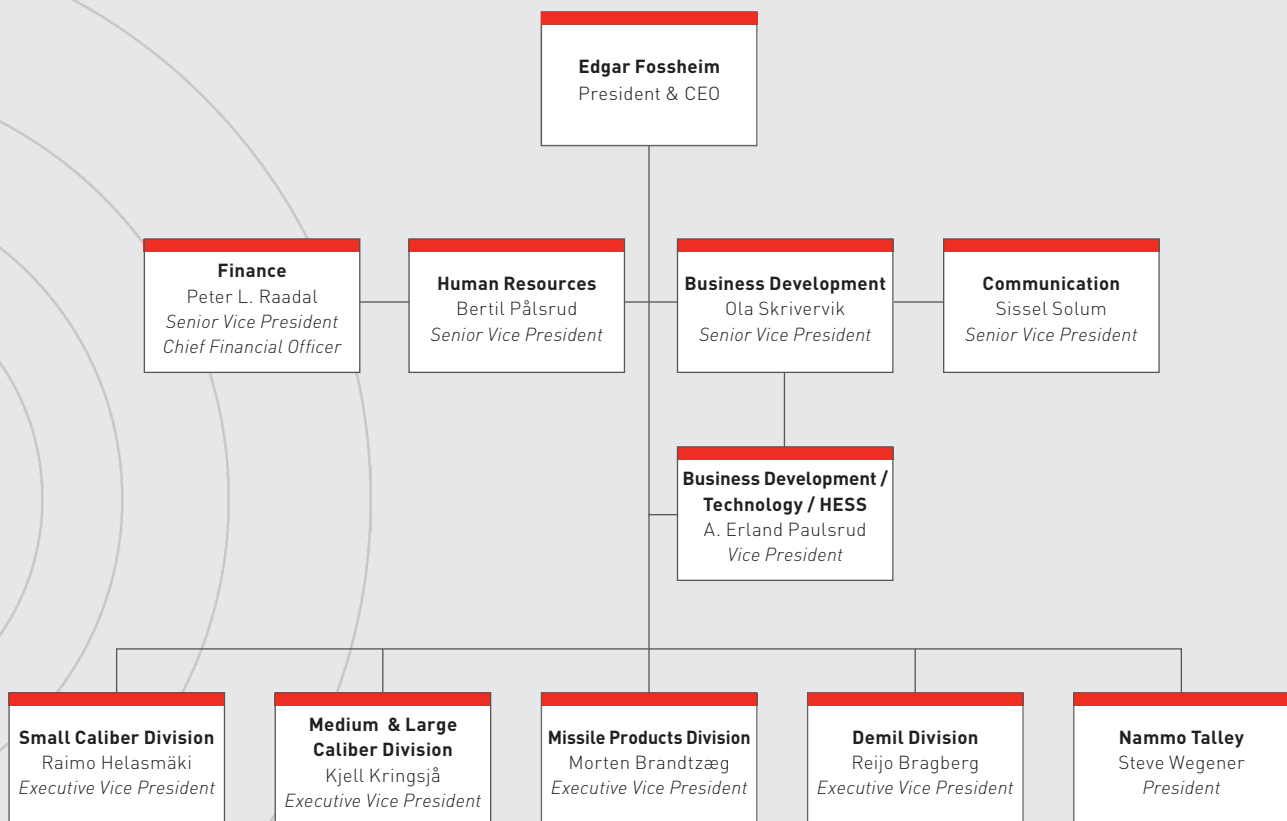 Edgar Fossheim
President & CEO
Finance
Peter L. Raadal
Senior Vice President
Chief Financial Officer
Human Resources
Bertil Pålsrud
Senior Vice President
Business Development
Ola Skrivervik
Senior Vice President
Communication
Sissel Solum
Senior Vice President
Business Development /
Technology / HESS
A. Erland Paulsrud
Vice President
Small Caliber Division
Raimo Helasmäki
Executive Vice President
Medium & Large
Caliber Division
Kjell Kringsjå
Executive Vice President
Missile Products Division
Morten Brandtzæg
Executive Vice President
Demil Division
Reijo Bragberg
Executive Vice President
Nammo Talley
Steve Wegener
President